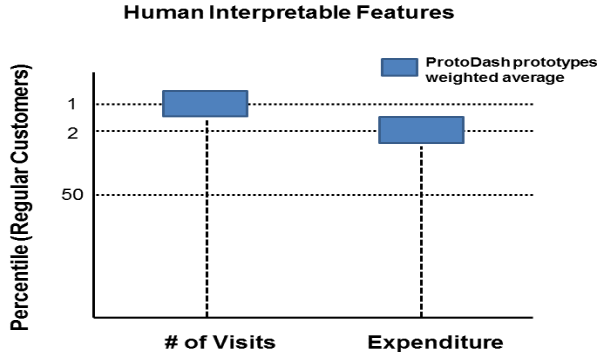 Human Interpretable Features
ProtoDash prototypes
weighted average
Percentile (Regular Customers)
1
2
50
# of Visits
Expenditure